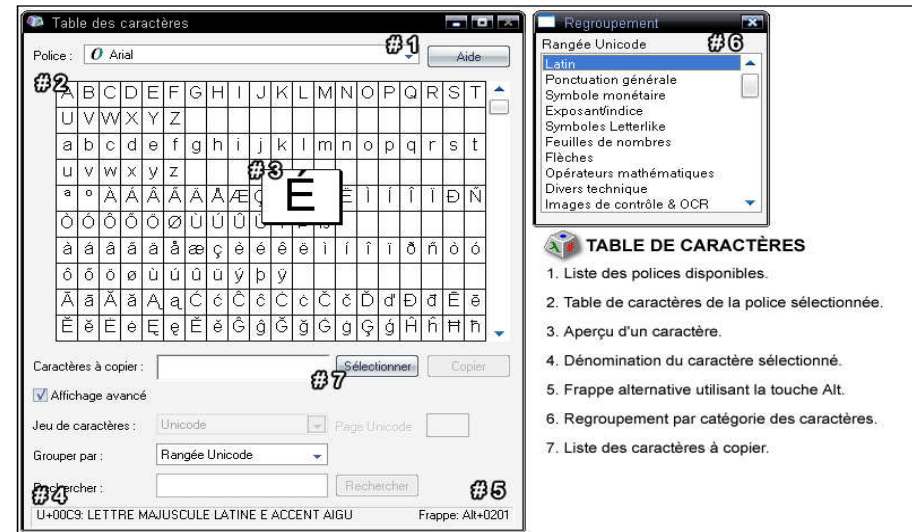 Table des caractères
#1
Police : O Arial Aide
#2
A B C D E F G H I J K L M N O P Q R S T
U V W X Y Z
a b c d e f g h i j k l m n o p q r s t
u v w x y z
#3
É
ª º À Á Â Ã Ä Å Æ Ç Ë Ì Í Î Ï Ð Ñ
Ò Ó Ô Õ Ö Ø Ù Ú Û Ü
à á â ã ä å æ ç è é ê ë ì í î ï ð ñ ò ó
ô õ ö ø ù ú û ü ý þ ÿ
Ā ā Ă ă Ą ą Ć ć Ĉ ĉ Ċ ċ Č č Ď ď Đ đ Ē ē
Ĕ ĕ Ė ė Ę ę Ě ě Ĝ ĝ Ğ ğ Ġ ġ Ģ ģ Ĥ ĥ Ħ ħ
Caractères à copier : Sélectionner Copier
#7
Affichage avancé
Jeu de caractères : Unicode Page Unicode
Grouper par : Rangée Unicode
Rechercher : Rechercher
#4 #5
U+00C9: LETTRE MAJUSCULE LATINE E ACCENT AIGU Frappe: Alt+0201
Regroupement
Rangée Unicode #6
Latin
Ponctuation générale
Symbole monétaire
Exposant/indice
Symboles Letterlike
Feuilles de nombres
Flèches
Opérateurs mathématiques
Divers technique
Images de contrôle & OCR
TABLE DE CARACTÈRES
1. Liste des polices disponibles.
2. Table de caractères de la police sélectionnée.
3. Aperçu d'un caractère.
4. Dénomination du caractère sélectionné.
5. Frappe alternative utilisant la touche Alt.
6. Regroupement par catégorie des caractères.
7. Liste des caractères à copier.